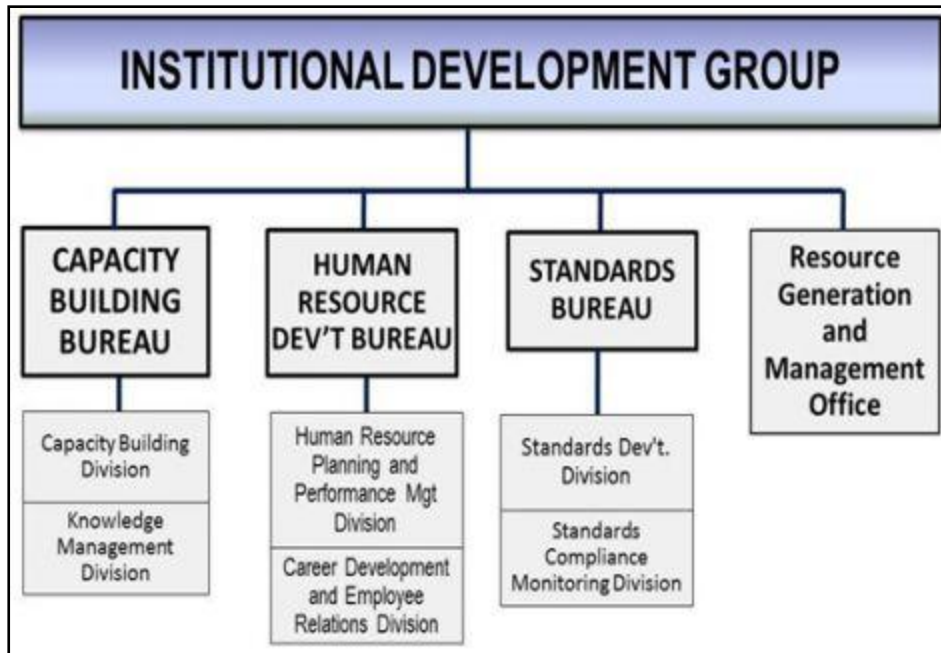 INSTITUTIONAL DEVELOPMENT GROUP
CAPACITY
BUILDING
BUREAU
Capacity Building
Division
Knowledge
Management
Division
HUMAN
RESOURCE
DEV'T BUREAU
Human Resource
Planning and
Performance Mgt
Division
Career Development
and Employee
Relations Division
STANDARDS
BUREAU
Standards Dev't.
Division
Standards
Compliance
Monitoring Division
Resource
Generation
and
Management
Office